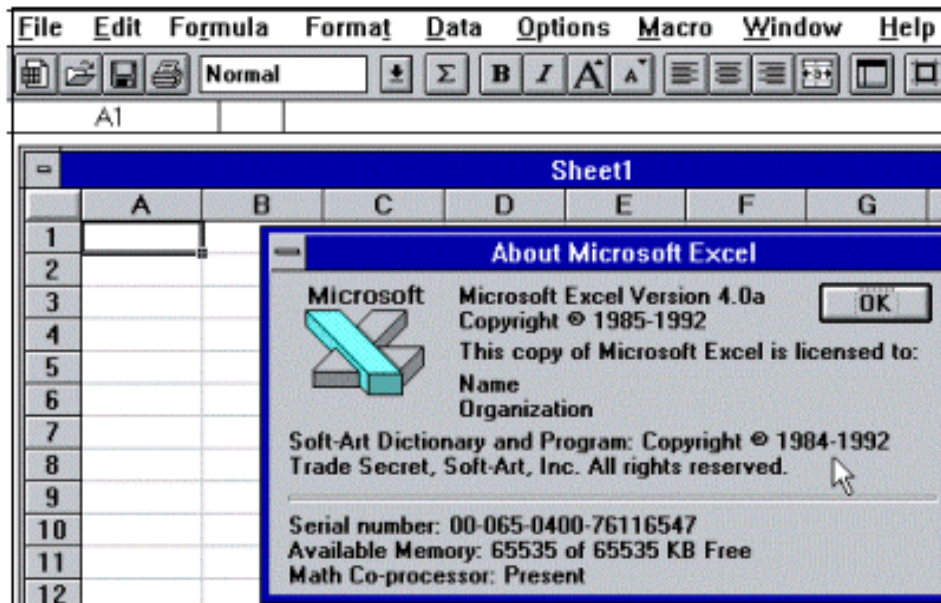 File Edit Formula Format Data Options Macro Window Help
Normal Σ B I A A
A1
Sheet1
A B C D E F G
1
2
3
4
5
6
7
8
9
10
11
12
About Microsoft Excel
Microsoft
Microsoft Excel Version 4.0a
Copyright © 1985-1992
OK
This copy of Microsoft Excel is licensed to:
Name
Organization
Soft-Art Dictionary and Program: Copyright © 1984-1992
Trade Secret, Soft-Art, Inc. All rights reserved.
Serial number: 00-065-0400-76116547
Available Memory: 65535 of 65535 KB Free
Math Co-processor: Present